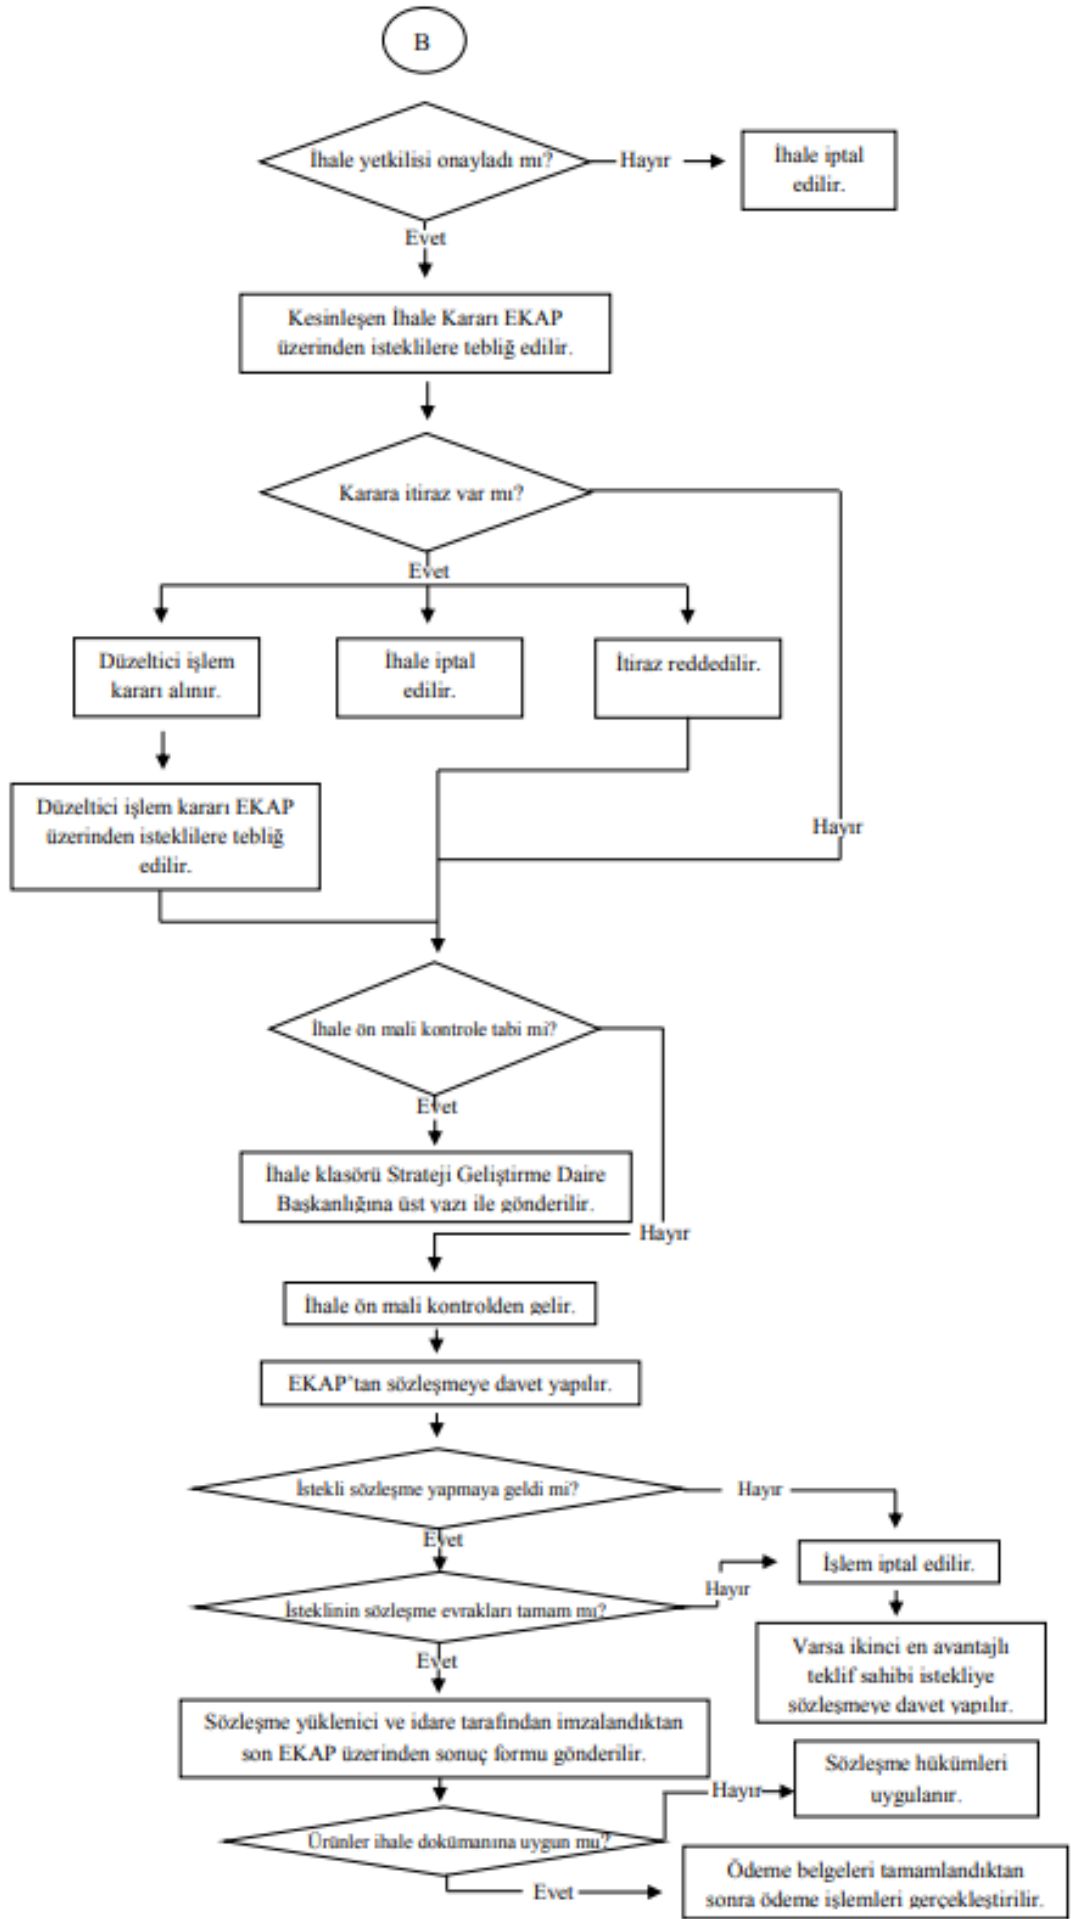 B
İhale yetkilisi onayladı mı?
Hayır
İhale iptal
edilir.
Evet
Kesinleşen İhale Kararı EKAP
üzerinden isteklilere tebliğ edilir.
Karara itiraz var mı?
Evet
Düzeltici işlem
kararı alınır.
İhale iptal
edilir.
İtiraz reddedilir.
Düzeltici işlem kararı EKAP
üzerinden isteklilere tebliğ
edilir.
Hayır
İhale ön mali kontrole tabi mi?
Evet
İhale klasörü Strateji Geliştirme Daire
Başkanlığına üst yazı ile gönderilir.
Hayır
İhale ön mali kontrolden gelir.
EKAP'tan sözleşmeye davet yapılır.
İstekli sözleşme yapmaya geldi mi?
Hayır
Evet
İşlem iptal edilir.
Hayır
İsteklinin sözleşme evrakları tamam mı?
Evet
Varsa ikinci en avantajlı
teklif sahibi istekliye
sözleşmeye davet yapılır.
Sözleşme yüklenici ve idare tarafından imzalandıktan
son EKAP üzerinden sonuç formu gönderilir.
Hayır
Sözleşme hükümleri
uygulanır.
Ürünler ihale dokümanına uygun mu?
Evet
Ödeme belgeleri tamamlandıktan
sonra ödeme işlemleri gerçekleştirilir.